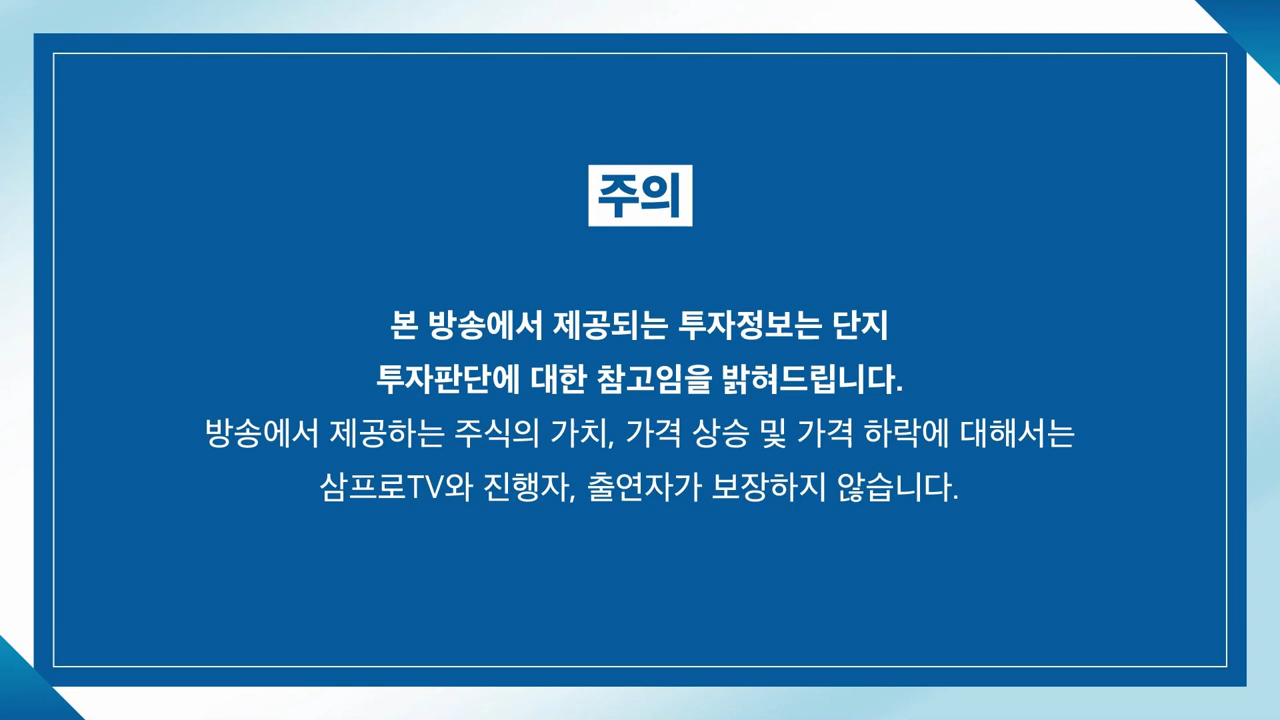 주의
본 방송에서 제공되는 투자정보는 단지
투자판단에 대한 참고임을 밝혀드립니다.
방송에서 제공하는 주식의 가치, 가격 상승 및 가격 하락에 대해서는
삼프로TV와 진행자, 출연자가 보장하지 않습니다.